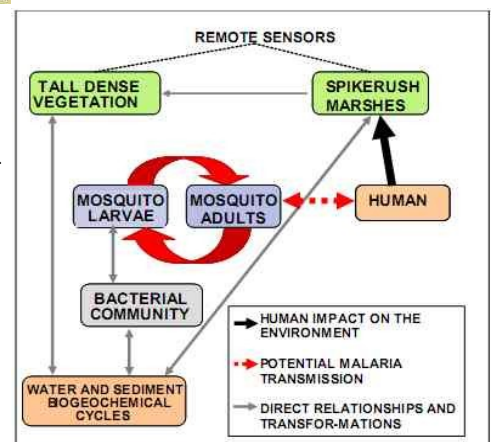 REMOTE SENSORS
TALL DENSE
VEGETATION
SPIKERUSH
MARSHES
MOSQUITO
LARVAE
MOSQUITO
ADULTS
HUMAN
BACTERIAL
COMMUNITY
WATER AND SEDIMENT
BIOGEOCHEMICAL
CYCLES
HUMAN IMPACT ON THE
ENVIRONMENT
POTENTIAL MALARIA
TRANSMISSION
DIRECT RELATIONSHIPS AND
TRANSFOR-MATIONS